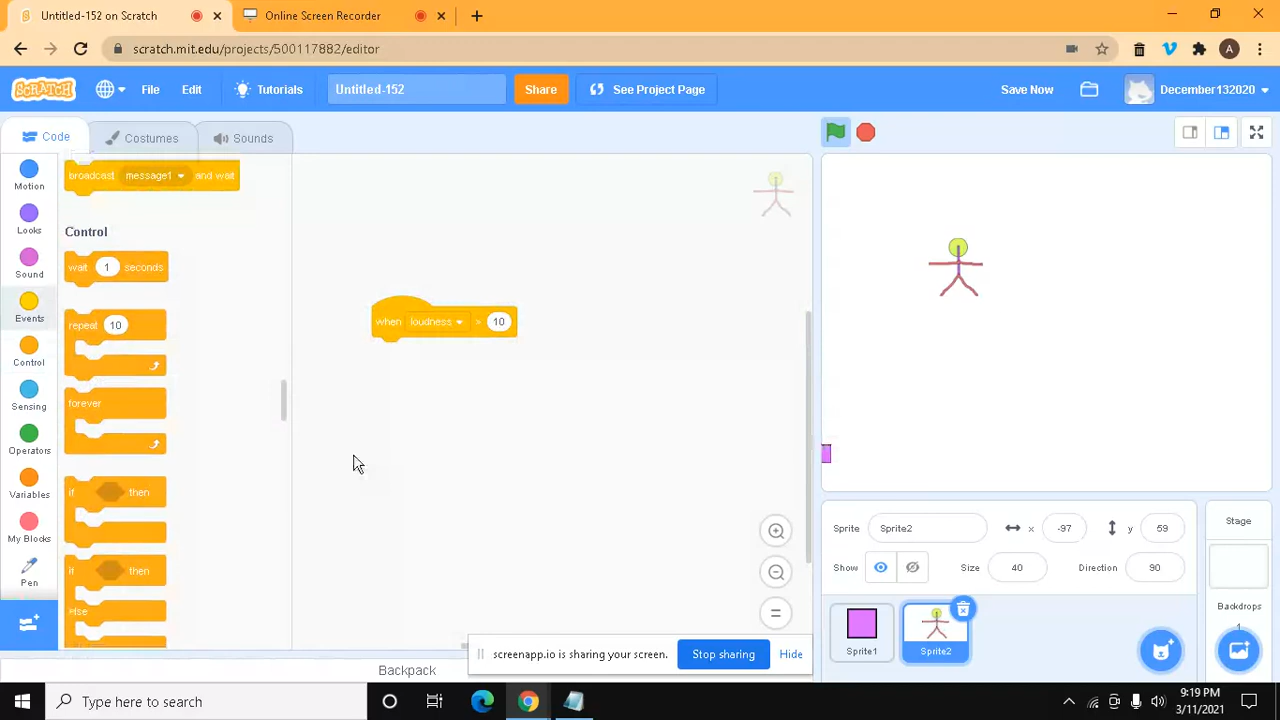 Untitled-152 on Scratch
Online Screen Recorder
scratch.mit.edu/projects/500117882/editor
A
SCRATCH
File
Edit
Tutorials
Untitled-152
Share
See Project Page
Save Now
December132020
Code
Costumes
Sounds
Motion
Looks
Sound
Events
Control
Sensing
Operators
Variables
My Blocks
Pen
broadcast message1 and wait
Control
wait 1 seconds
repeat 10
forever
if then
if then
else
when loudness > 10
Sprite Sprite2 x -97 y 59
Show Size 40 Direction 90
Sprite1
Sprite2
Stage
Backdrops
1
Backpack
screenapp.io is sharing your screen. Stop sharing Hide
Type here to search
9:19 PM
3/11/2021